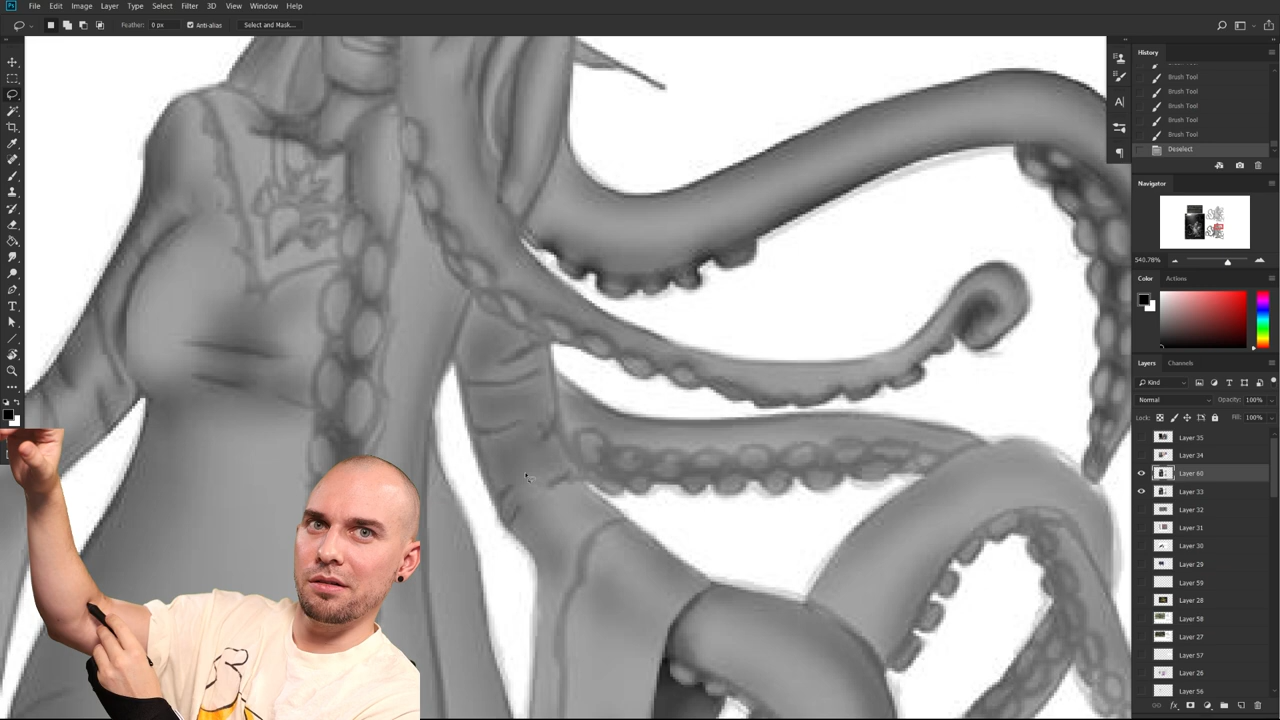 Ps File Edit Image Layer Type Select Filter 3D View Window Help
Feather: 0 px Anti-alias Select and Mask...
History
Brush Tool
Brush Tool
Brush Tool
Brush Tool
Brush Tool
Deselect
Navigator
540.78%
Color Actions
Layers Channels
Kind
Normal Opacity: 100%
Lock: Fill: 100%
Layer 35
Layer 34
Layer 60
Layer 33
Layer 32
Layer 31
Layer 30
Layer 29
Layer 59
Layer 28
Layer 58
Layer 27
Layer 57
Layer 26
Layer 56